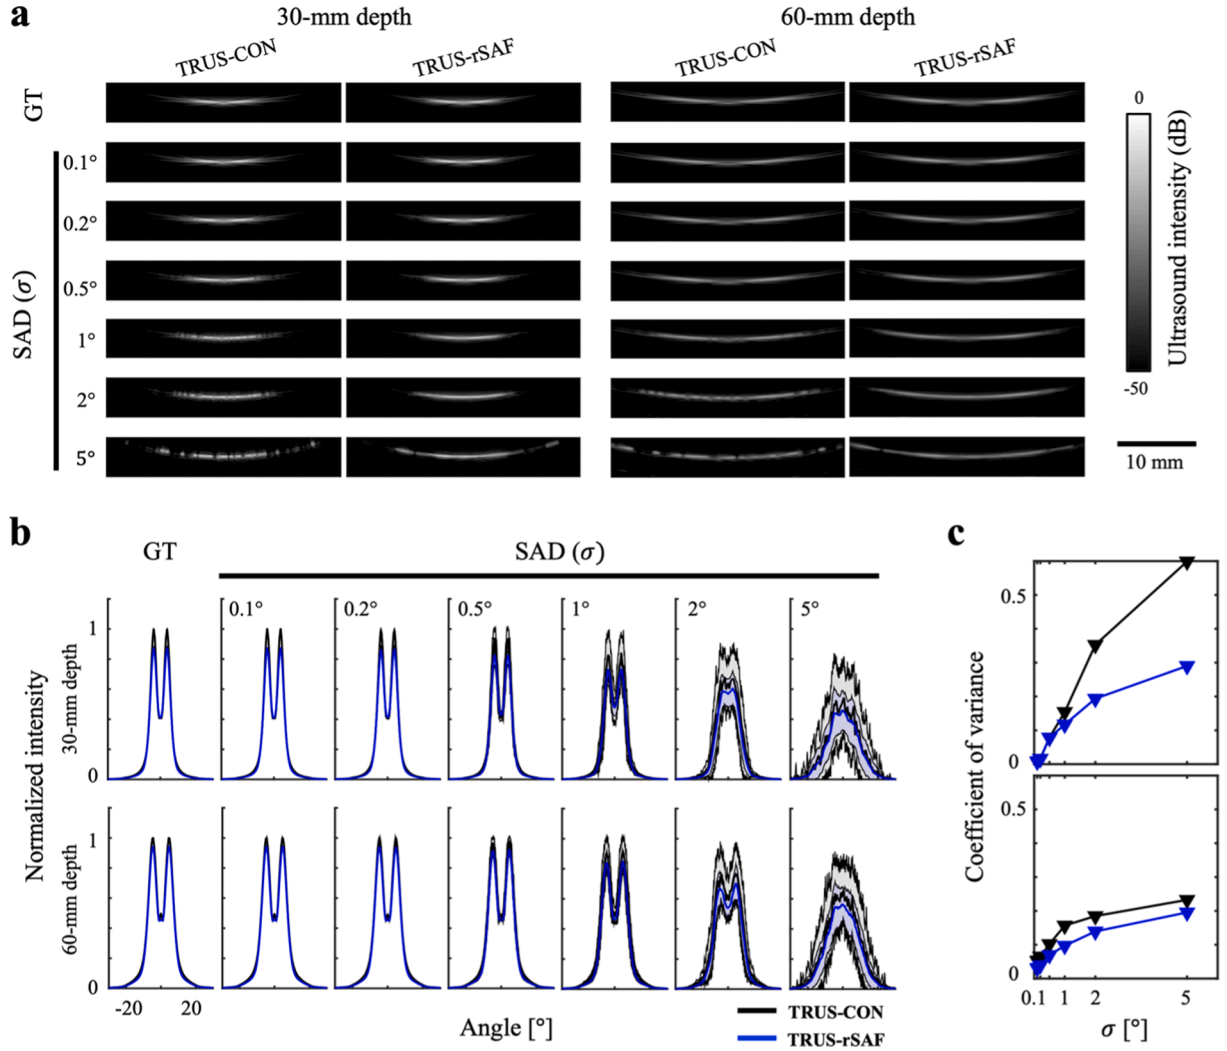 a
30-mm depth
60-mm depth
TRUS-CON
TRUS-rSAF
TRUS-CON
TRUS-rSAF
GT
SAD (σ)
0.1°
0.2°
0.5°
1°
2°
5°
0
Ultrasound intensity (dB)
-50
10 mm
b
GT
SAD (σ)
Normalized intensity
30-mm depth
1
0
0.1°
0.2°
0.5°
1°
2°
5°
60-mm depth
1
0
-20
20
Angle [°]
TRUS-CON
TRUS-rSAF
c
Coefficient of variance
0.5
0
0.5
0
0.1
1
2
5
σ [°]